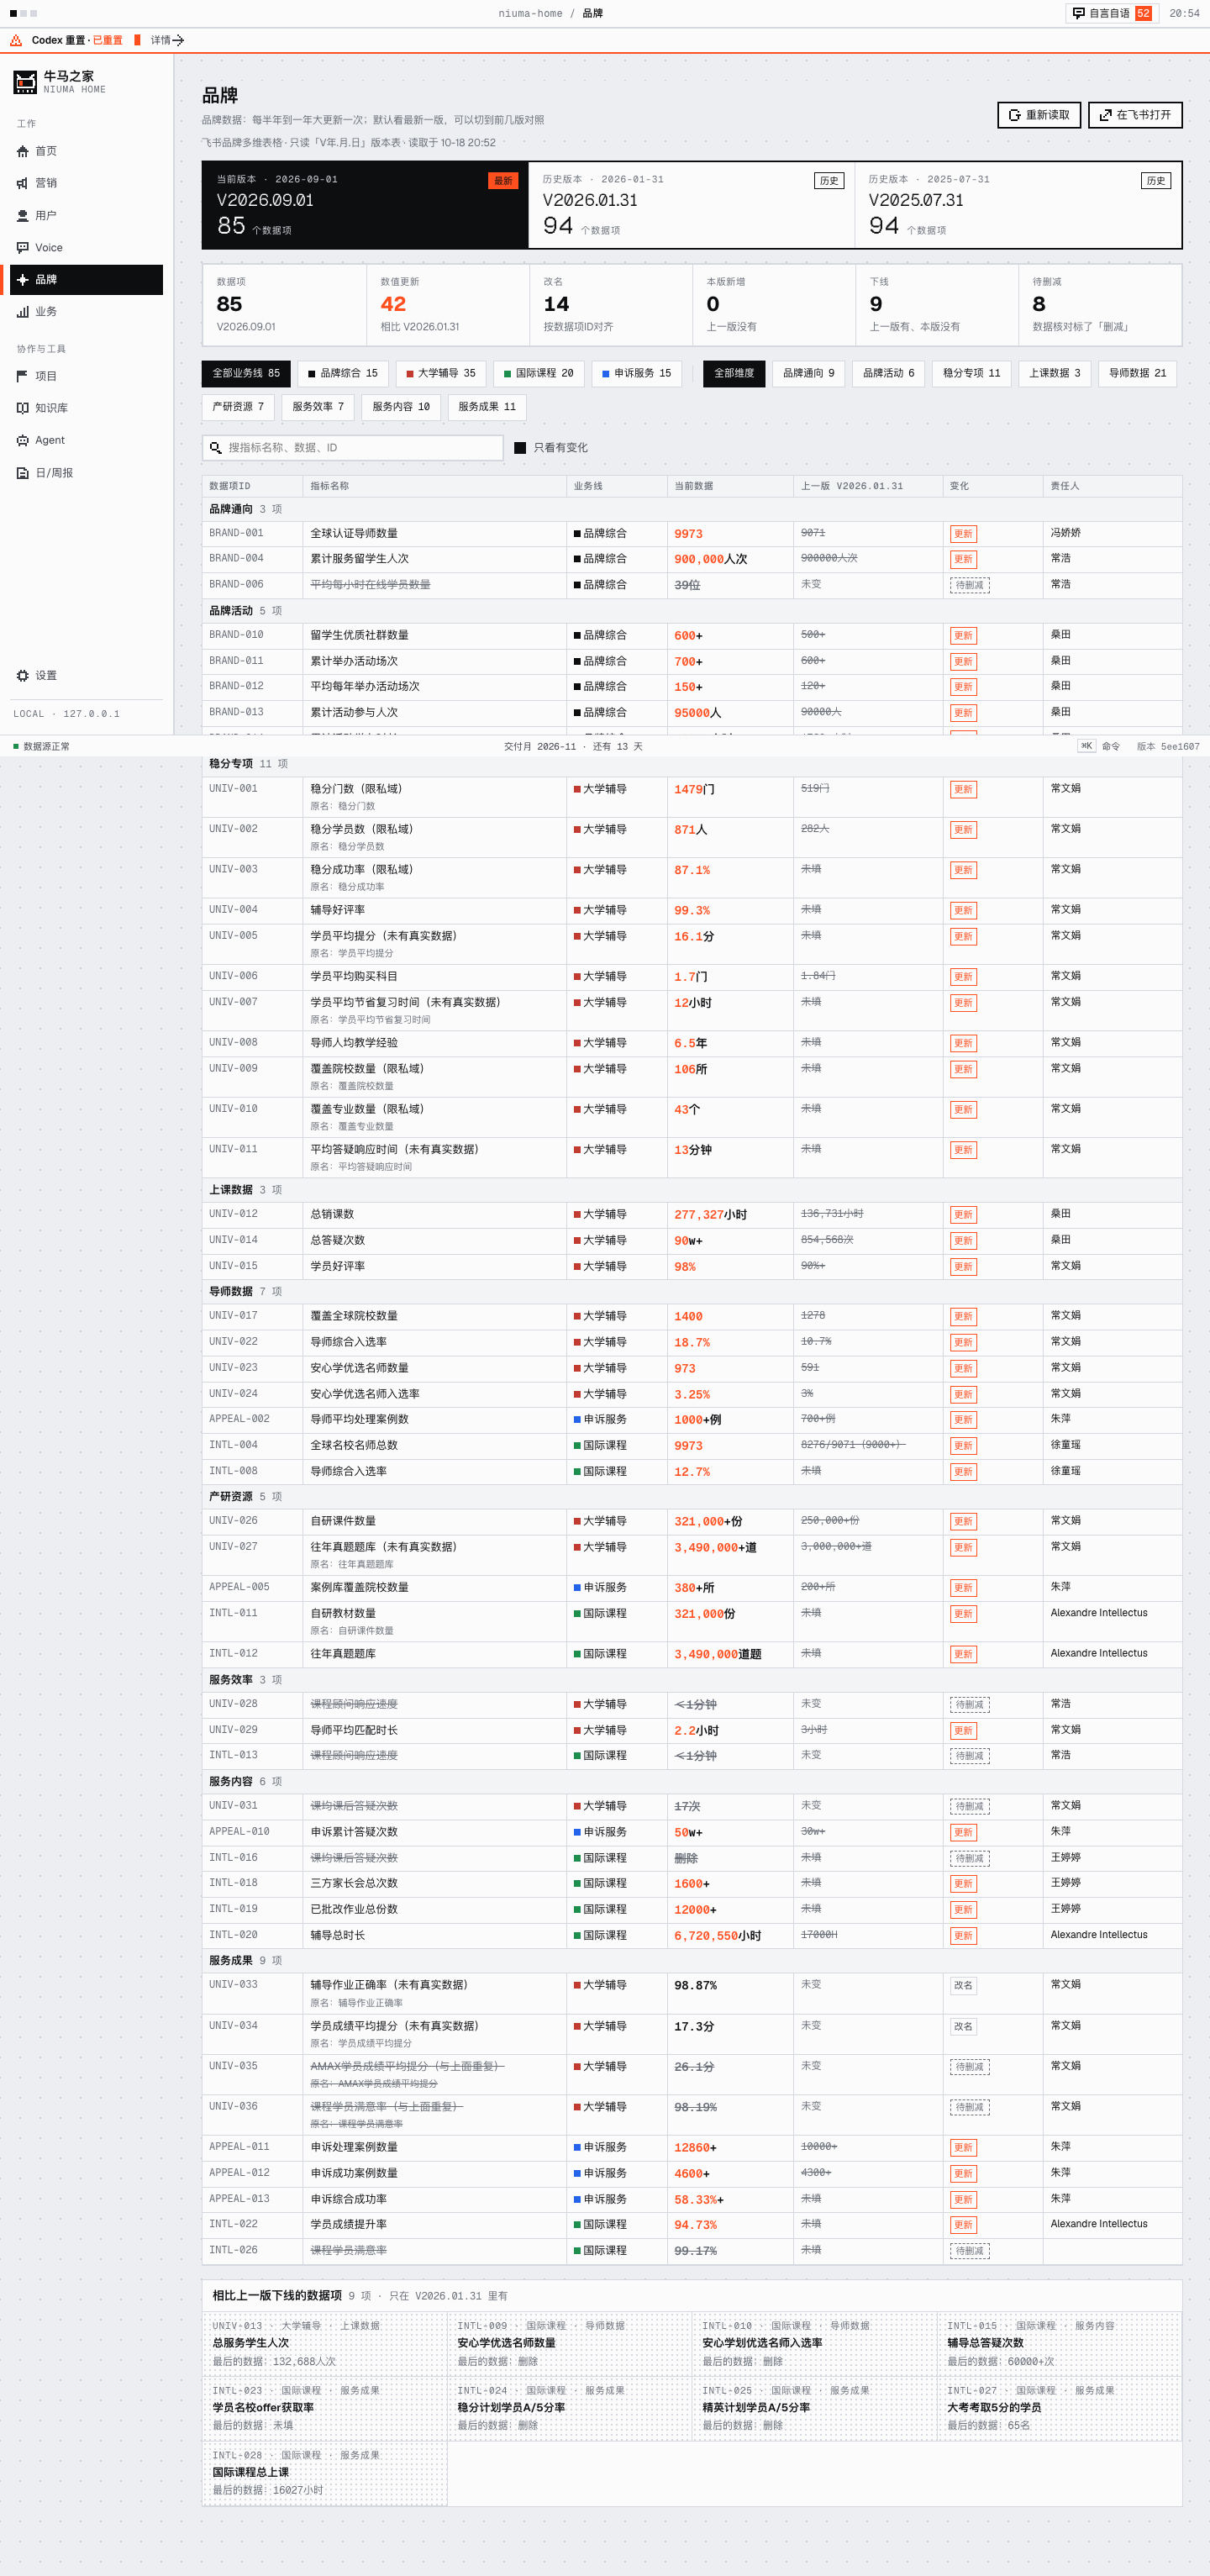 niuma-home / 品牌
自言自语 52 20:54
Codex 重置 · 已重置 详情
牛马之家
NIUMA HOME
工作
首页
营销
用户
Voice
品牌
业务
协作与工具
项目
知识库
Agent
日/周报
设置
LOCAL · 127.0.0.1
品牌
品牌数据：每半年到一年大更新一次；默认看最新一版，可以切到前几版对照
飞书品牌多维表格 · 只读「V年.月.日」版本表 · 读取于 10-18 20:52
重新读取 在飞书打开
当前版本 · 2026-09-01 最新
V2026.09.01
85 个数据项
历史版本 · 2026-01-31 历史
V2026.01.31
94 个数据项
历史版本 · 2025-07-31 历史
V2025.07.31
94 个数据项
数据项 数值更新 改名 本版新增 下线 待删减
85 42 14 0 9 8
V2026.09.01 相比 V2026.01.31 按数据项ID对齐 上一版没有 上一版有、本版没有 数据核对标了「删减」
全部业务线 85 品牌综合 15 大学辅导 35 国际课程 20 申诉服务 15 全部维度 品牌通向 9 品牌活动 6 稳分专项 11 上课数据 3 导师数据 21
产研资源 7 服务效率 7 服务内容 10 服务成果 11
搜指标名称、数据、ID 只看有变化
数据项ID 指标名称 业务线 当前数据 上一版 V2026.01.31 变化 责任人
品牌通向 3 项
BRAND-001 全球认证导师数量 品牌综合 9973 9071 更新 冯娇娇
BRAND-004 累计服务留学生人次 品牌综合 900,000人次 900000人次 更新 常浩
BRAND-006 平均每小时在线学员数量 品牌综合 39位 未变 待删减 常浩
品牌活动 5 项
BRAND-010 留学生优质社群数量 品牌综合 600+ 500+ 更新 桑田
BRAND-011 累计举办活动场次 品牌综合 700+ 600+ 更新 桑田
BRAND-012 平均每年举办活动场次 品牌综合 150+ 120+ 更新 桑田
BRAND-013 累计活动参与人次 品牌综合 95000人 90000人 更新 桑田
数据源正常 交付月 2026-11 · 还有 13 天 ⌘K 命令 版本 5ee1607
稳分专项 11 项
UNIV-001 稳分门数（限私域） 大学辅导 1479门 519门 更新 常文娟
原名：稳分门数
UNIV-002 稳分学员数（限私域） 大学辅导 871人 282人 更新 常文娟
原名：稳分学员数
UNIV-003 稳分成功率（限私域） 大学辅导 87.1% 未填 更新 常文娟
原名：稳分成功率
UNIV-004 辅导好评率 大学辅导 99.3% 未填 更新 常文娟
UNIV-005 学员平均提分（未有真实数据） 大学辅导 16.1分 未填 更新 常文娟
原名：学员平均提分
UNIV-006 学员平均购买科目 大学辅导 1.7门 1.84门 更新 常文娟
UNIV-007 学员平均节省复习时间（未有真实数据） 大学辅导 12小时 未填 更新 常文娟
原名：学员平均节省复习时间
UNIV-008 导师人均教学经验 大学辅导 6.5年 未填 更新 常文娟
UNIV-009 覆盖院校数量（限私域） 大学辅导 106所 未填 更新 常文娟
原名：覆盖院校数量
UNIV-010 覆盖专业数量（限私域） 大学辅导 43个 未填 更新 常文娟
原名：覆盖专业数量
UNIV-011 平均答疑响应时间（未有真实数据） 大学辅导 13分钟 未填 更新 常文娟
原名：平均答疑响应时间
上课数据 3 项
UNIV-012 总销课数 大学辅导 277,327小时 136,731小时 更新 桑田
UNIV-014 总答疑次数 大学辅导 90w+ 854,568次 更新 桑田
UNIV-015 学员好评率 大学辅导 98% 90%+ 更新 常文娟
导师数据 7 项
UNIV-017 覆盖全球院校数量 大学辅导 1400 1278 更新 常文娟
UNIV-022 导师综合入选率 大学辅导 18.7% 10.7% 更新 常文娟
UNIV-023 安心学优选名师数量 大学辅导 973 591 更新 常文娟
UNIV-024 安心学优选名师入选率 大学辅导 3.25% 3% 更新 常文娟
APPEAL-002 导师平均处理案例数 申诉服务 1000+例 700+例 更新 朱萍
INTL-004 全球名校名师总数 国际课程 9973 8276/9071（9000+） 更新 徐童瑶
INTL-008 导师综合入选率 国际课程 12.7% 未填 更新 徐童瑶
产研资源 5 项
UNIV-026 自研课件数量 大学辅导 321,000+份 250,000+份 更新 常文娟
UNIV-027 往年真题题库（未有真实数据） 大学辅导 3,490,000+道 3,000,000+道 更新 常文娟
原名：往年真题题库
APPEAL-005 案例库覆盖院校数量 申诉服务 380+所 200+所 更新 朱萍
INTL-011 自研教材数量 国际课程 321,000份 未填 更新 Alexandre Intellectus
原名：自研课件数量
INTL-012 往年真题题库 国际课程 3,490,000道题 未填 更新 Alexandre Intellectus
服务效率 3 项
UNIV-028 课程顾问响应速度 大学辅导 ＜1分钟 未变 待删减 常浩
UNIV-029 导师平均匹配时长 大学辅导 2.2小时 3小时 更新 常文娟
INTL-013 课程顾问响应速度 国际课程 ＜1分钟 未变 待删减 常浩
服务内容 6 项
UNIV-031 课均课后答疑次数 大学辅导 17次 未变 待删减 常文娟
APPEAL-010 申诉累计答疑次数 申诉服务 50w+ 30w+ 更新 朱萍
INTL-016 课均课后答疑次数 国际课程 删除 未填 待删减 王婷婷
INTL-018 三方家长会总次数 国际课程 1600+ 未填 更新 王婷婷
INTL-019 已批改作业总份数 国际课程 12000+ 未填 更新 王婷婷
INTL-020 辅导总时长 国际课程 6,720,550小时 17000H 更新 Alexandre Intellectus
服务成果 9 项
UNIV-033 辅导作业正确率（未有真实数据） 大学辅导 98.87% 未变 改名 常文娟
原名：辅导作业正确率
UNIV-034 学员成绩平均提分（未有真实数据） 大学辅导 17.3分 未变 改名 常文娟
原名：学员成绩平均提分
UNIV-035 AMAX学员成绩平均提分（与上面重复） 大学辅导 26.1分 未变 待删减 常文娟
原名：AMAX学员成绩平均提分
UNIV-036 课程学员满意率（与上面重复） 大学辅导 98.19% 未变 待删减 常文娟
原名：课程学员满意率
APPEAL-011 申诉处理案例数量 申诉服务 12860+ 10000+ 更新 朱萍
APPEAL-012 申诉成功案例数量 申诉服务 4600+ 4300+ 更新 朱萍
APPEAL-013 申诉综合成功率 申诉服务 58.33%+ 未填 更新 朱萍
INTL-022 学员成绩提升率 国际课程 94.73% 未填 更新 Alexandre Intellectus
INTL-026 课程学员满意率 国际课程 99.17% 未填 待删减
相比上一版下线的数据项 9 项 · 只在 V2026.01.31 里有
UNIV-013 · 大学辅导 · 上课数据
总服务学生人次
最后的数据：132,688人次
INTL-009 · 国际课程 · 导师数据
安心学优选名师数量
最后的数据：删除
INTL-010 · 国际课程 · 导师数据
安心学划优选名师入选率
最后的数据：删除
INTL-015 · 国际课程 · 服务内容
辅导总答疑次数
最后的数据：60000+次
INTL-023 · 国际课程 · 服务成果
学员名校offer获取率
最后的数据：未填
INTL-024 · 国际课程 · 服务成果
稳分计划学员A/5分率
最后的数据：删除
INTL-025 · 国际课程 · 服务成果
精英计划学员A/5分率
最后的数据：删除
INTL-027 · 国际课程 · 服务成果
大考考取5分的学员
最后的数据：65名
INTL-028 · 国际课程 · 服务成果
国际课程总上课
最后的数据：16027小时